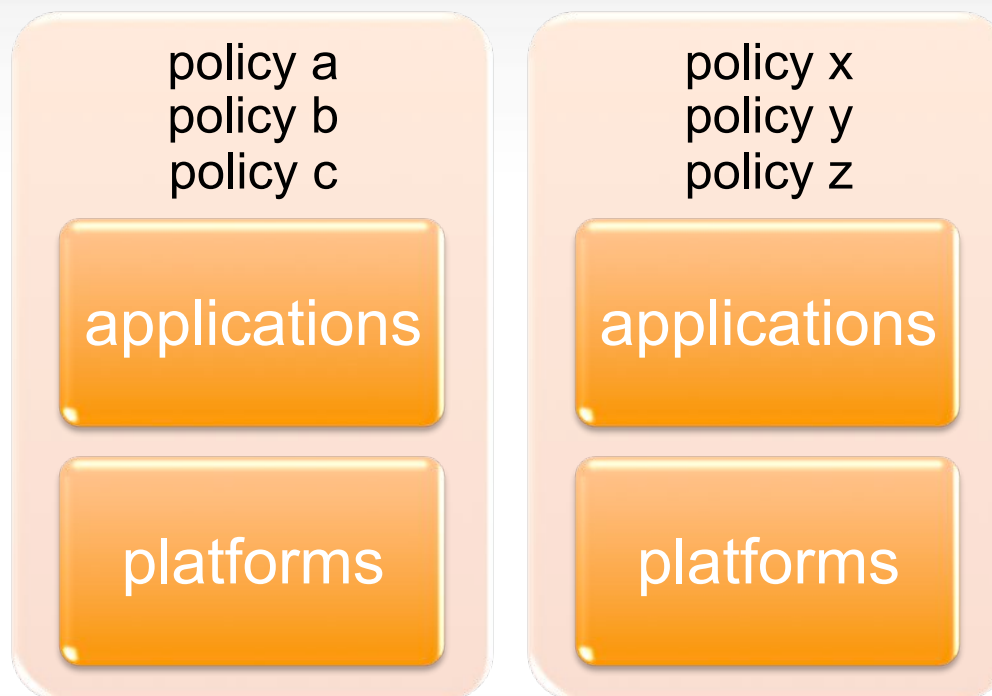 policy a
policy b
policy c
applications
platforms
policy x
policy y
policy z
applications
platforms